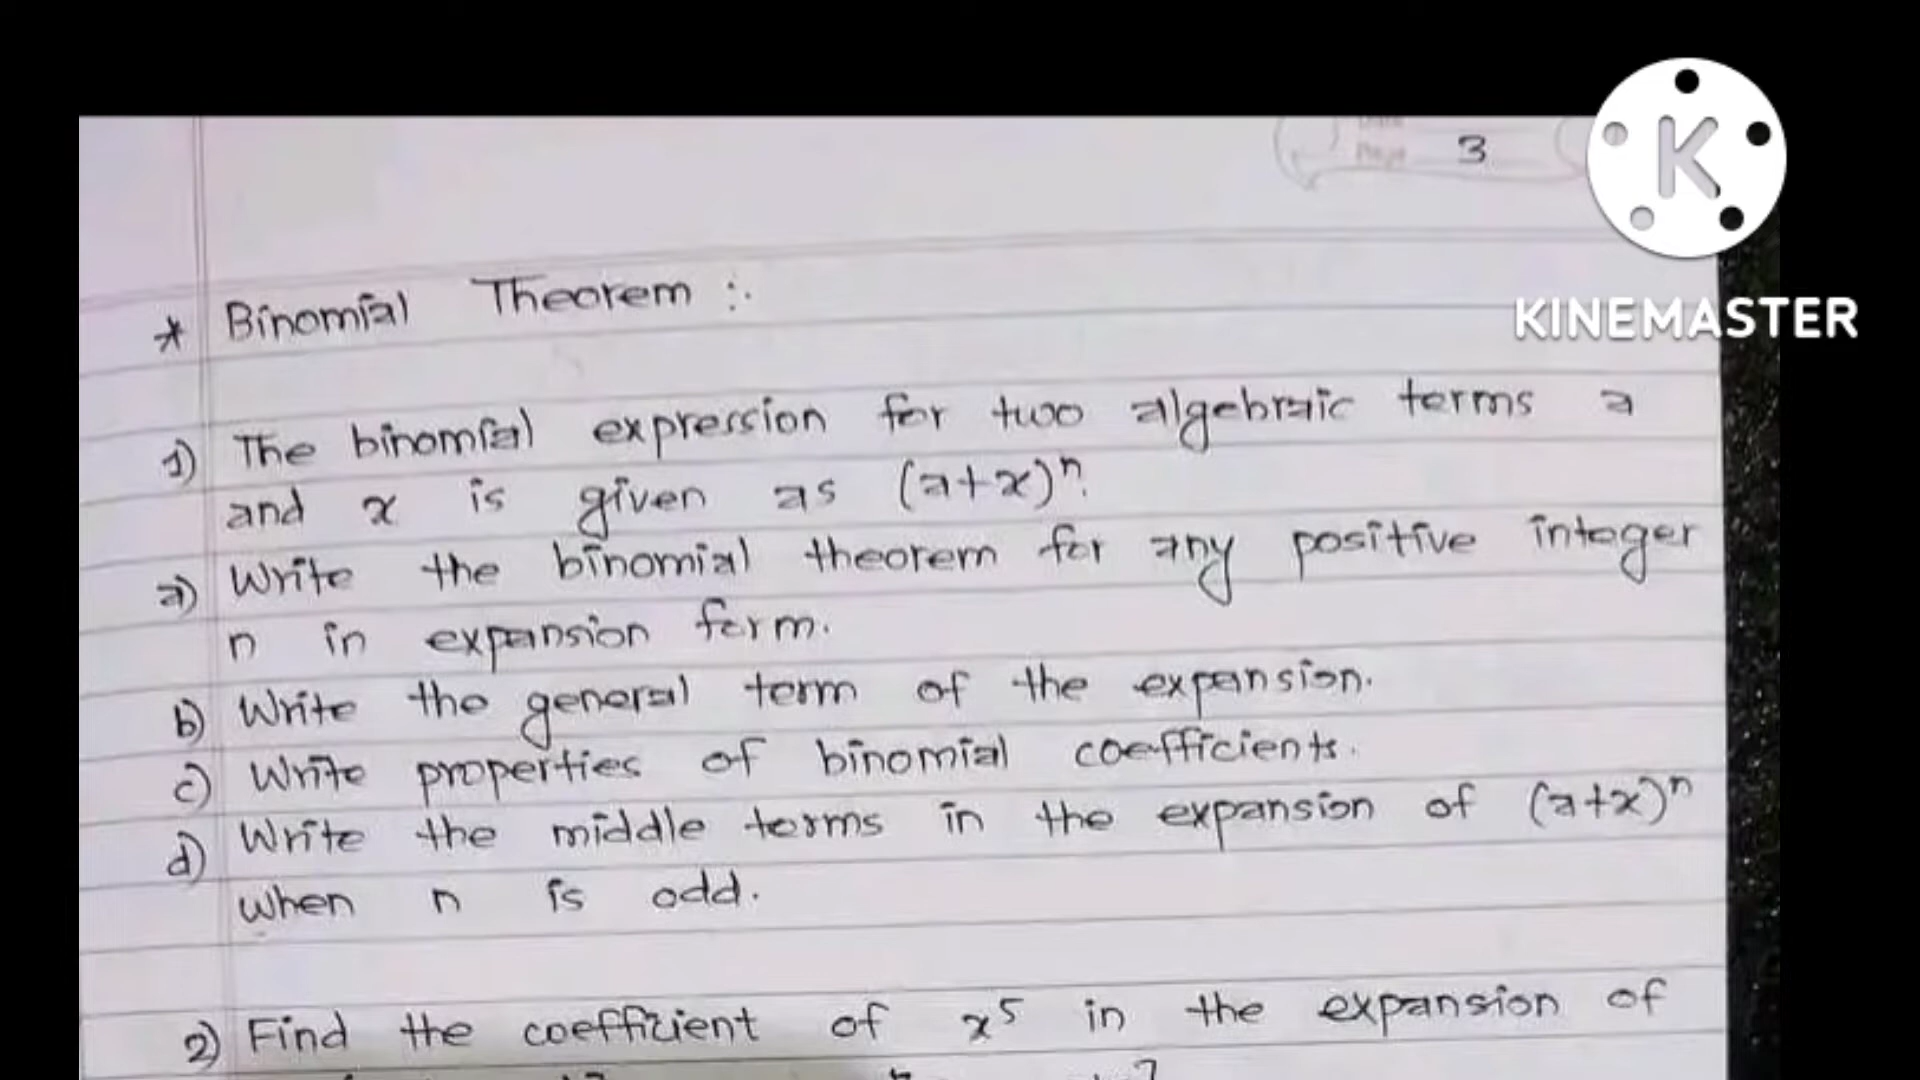 3
K
KINEMASTER
* Binomial Theorem :.
1) The binomial expression for two algebraic terms a
and x is given as (a+x)ⁿ.
a) Write the binomial theorem for any positive integer
n in expansion form.
b) Write the general term of the expansion.
c) Write properties of binomial coefficients.
d) Write the middle terms in the expansion of (a+x)ⁿ
when n is odd.
2) Find the coefficient of x⁵ in the expansion of